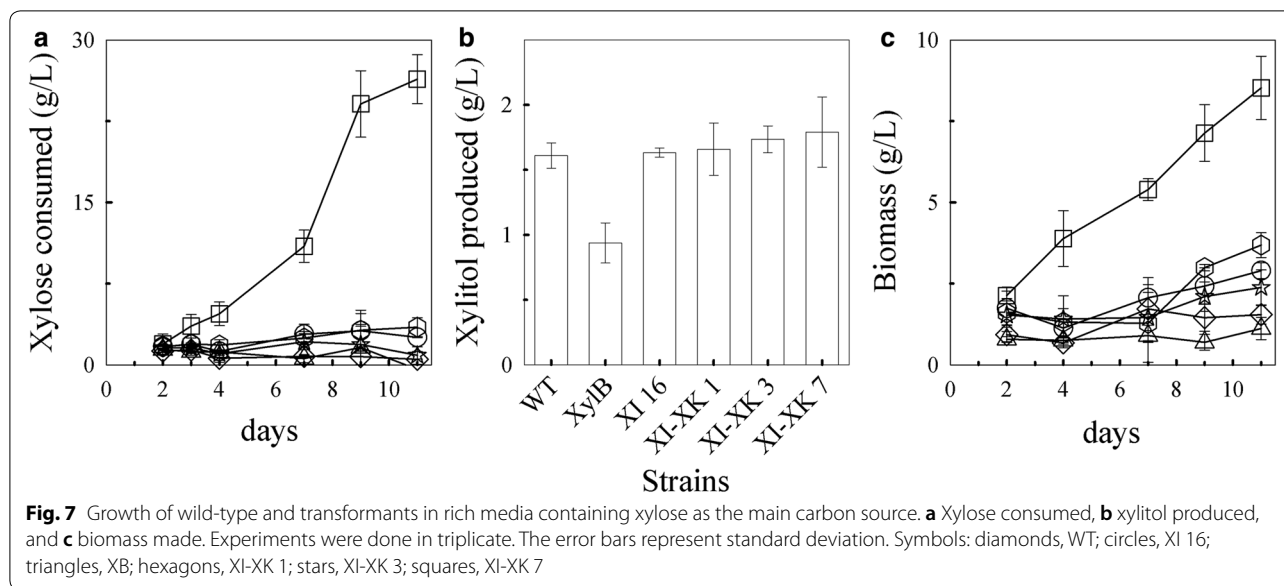 a
30
15
0
Xylose consumed (g/L)
0 2 4 6 8 10
days
b
2
1
0
Xylitol produced (g/L)
WT XylB XI 16 XI-XK 1 XI-XK 3 XI-XK 7
Strains
c
10
5
0
Biomass (g/L)
0 2 4 6 8 10
days
Fig. 7 Growth of wild-type and transformants in rich media containing xylose as the main carbon source. a Xylose consumed, b xylitol produced,
and c biomass made. Experiments were done in triplicate. The error bars represent standard deviation. Symbols: diamonds, WT; circles, XI 16;
triangles, XB; hexagons, XI-XK 1; stars, XI-XK 3; squares, XI-XK 7